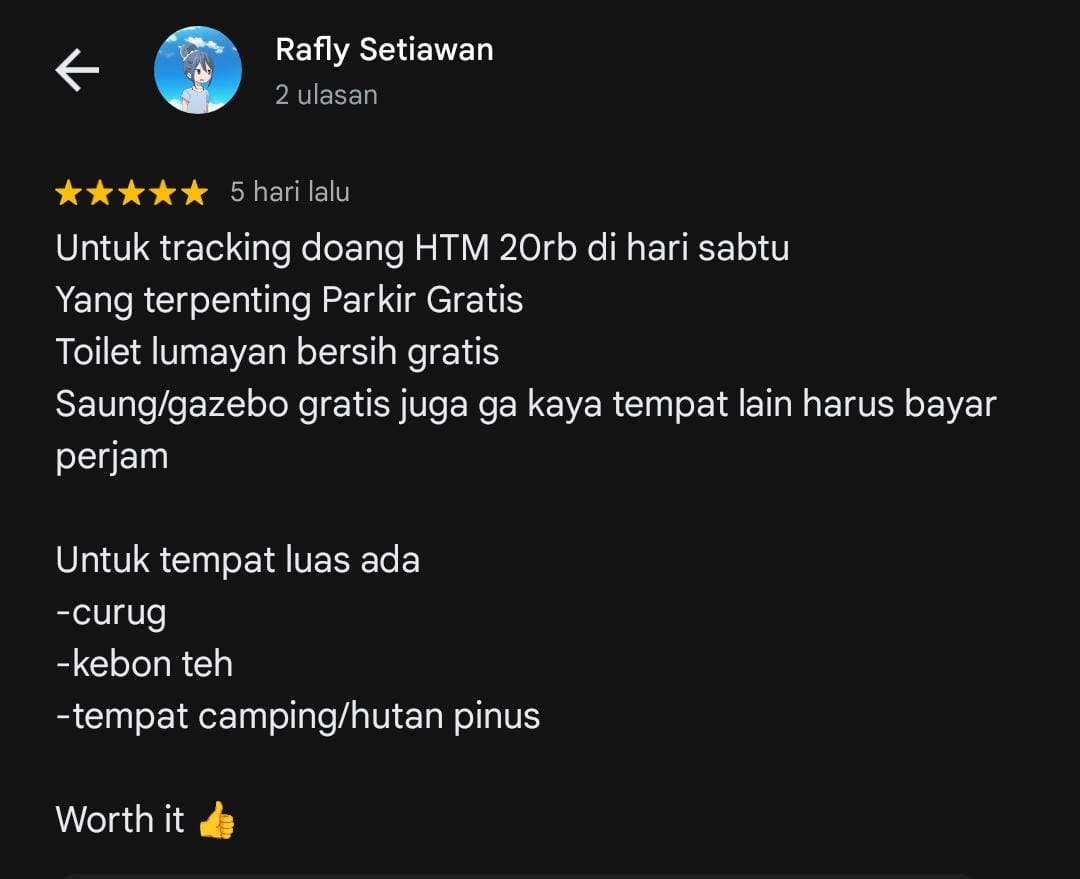 Rafly Setiawan
2 ulasan
5 hari lalu
Untuk tracking doang HTM 20rb di hari sabtu
Yang terpenting Parkir Gratis
Toilet lumayan bersih gratis
Saung/gazebo gratis juga ga kaya tempat lain harus bayar
perjam
Untuk tempat luas ada
-curug
-kebon teh
-tempat camping/hutan pinus
Worth it 👍